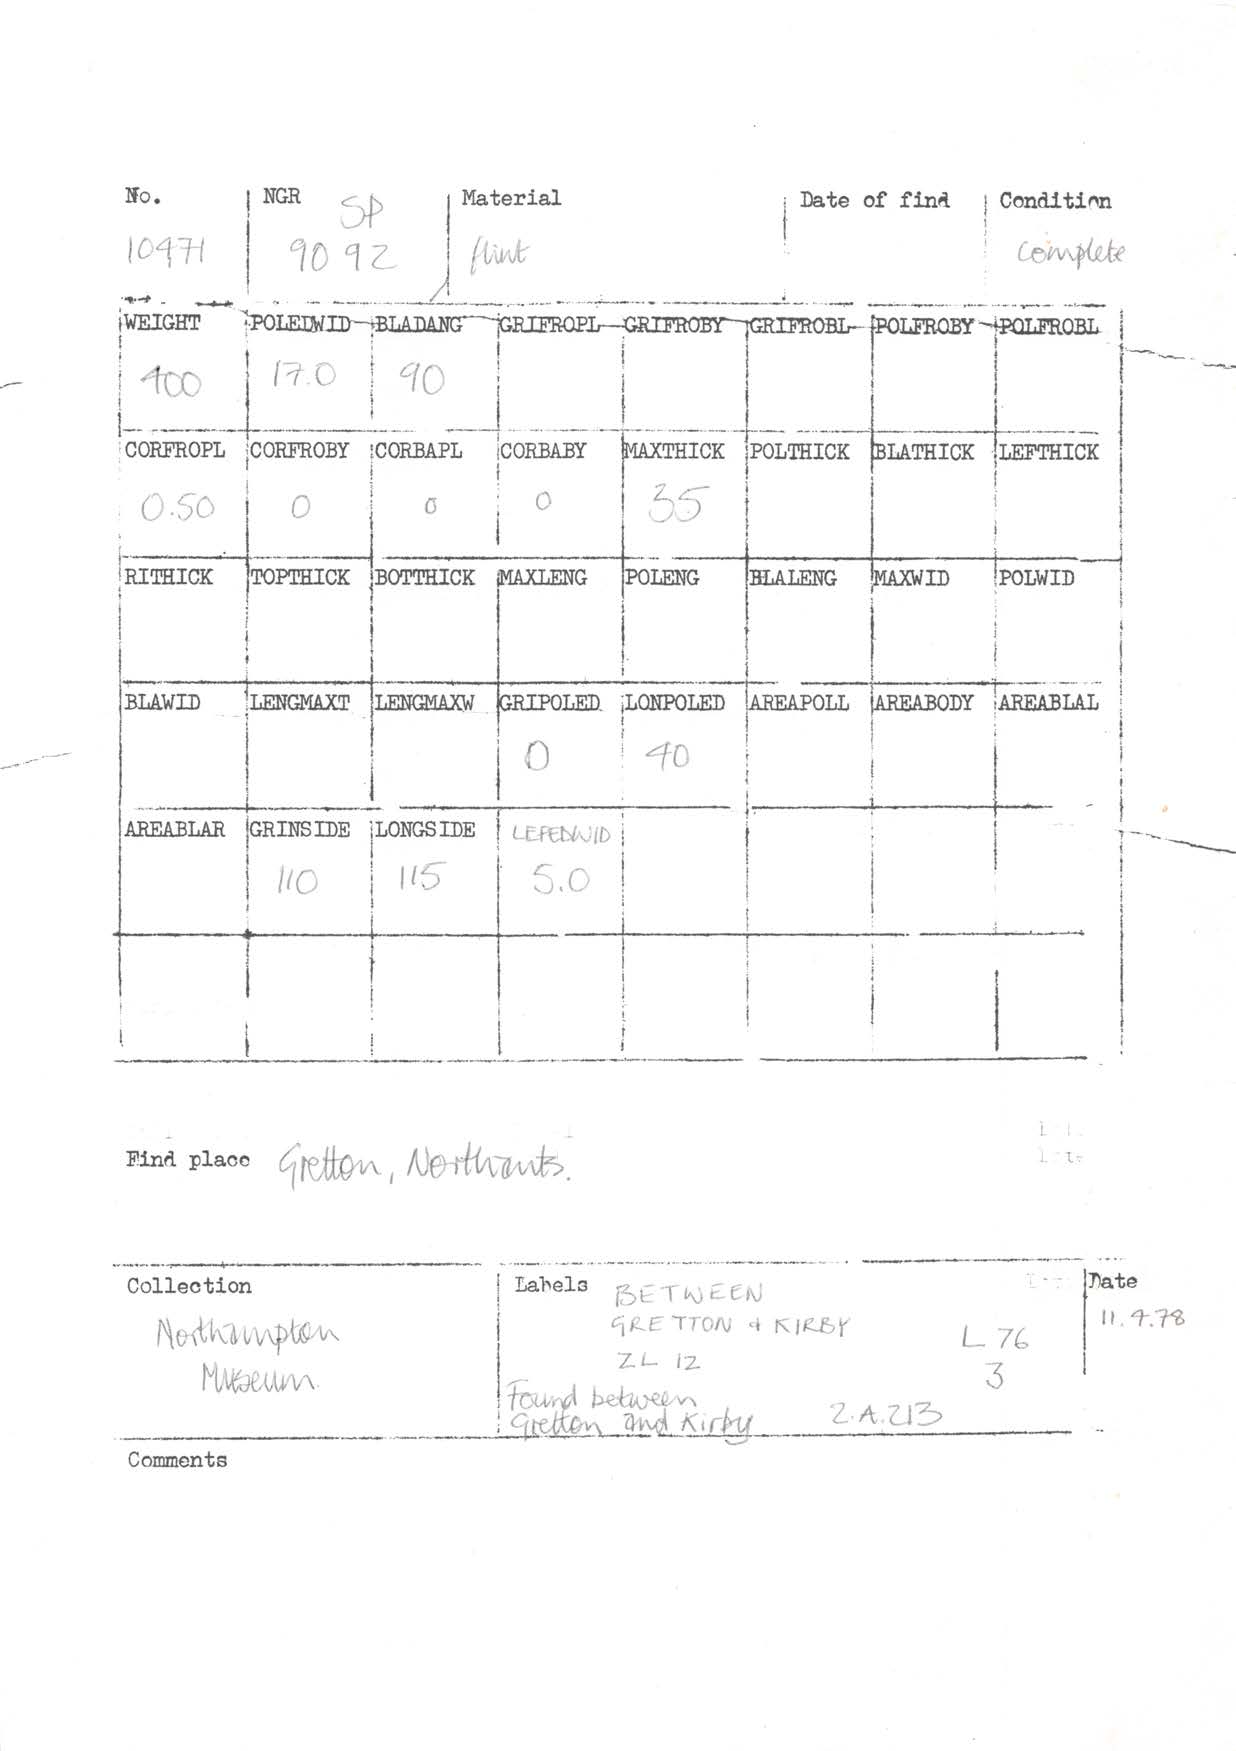 No. NGR Material Date of find Condition
SP
10471 90 92 flint complete
WEIGHT POLEDWID BLADANG GRIFROPL GRIFROBY GRIFROBL POLFROBY POLFROBL
400 17.0 90
CORFROPL CORFROBY CORBAPL CORBABY MAXTHICK POLTHICK BLATHICK LEFTHICK
0.50 0 0 0 35
RITHICK TOPTHICK BOTTHICK MAXLENG POLENG BLALENG MAXWID POLWID
BLAWID LENGMAXT LENGMAXW GRIPOLED LONPOLED AREAPOLL AREABODY AREABLAL
0 40
AREABLAR GRINSIDE LONGSIDE LEFEDWID
110 115 5.0
Find place Gretton, Northants.
Collection
Northampton
Museum.
Labels BETWEEN
GRETTON & KIRBY
ZL 12
L 76
3
Found between
Gretton and Kirby 2.A.213
Date
11.4.78
Comments